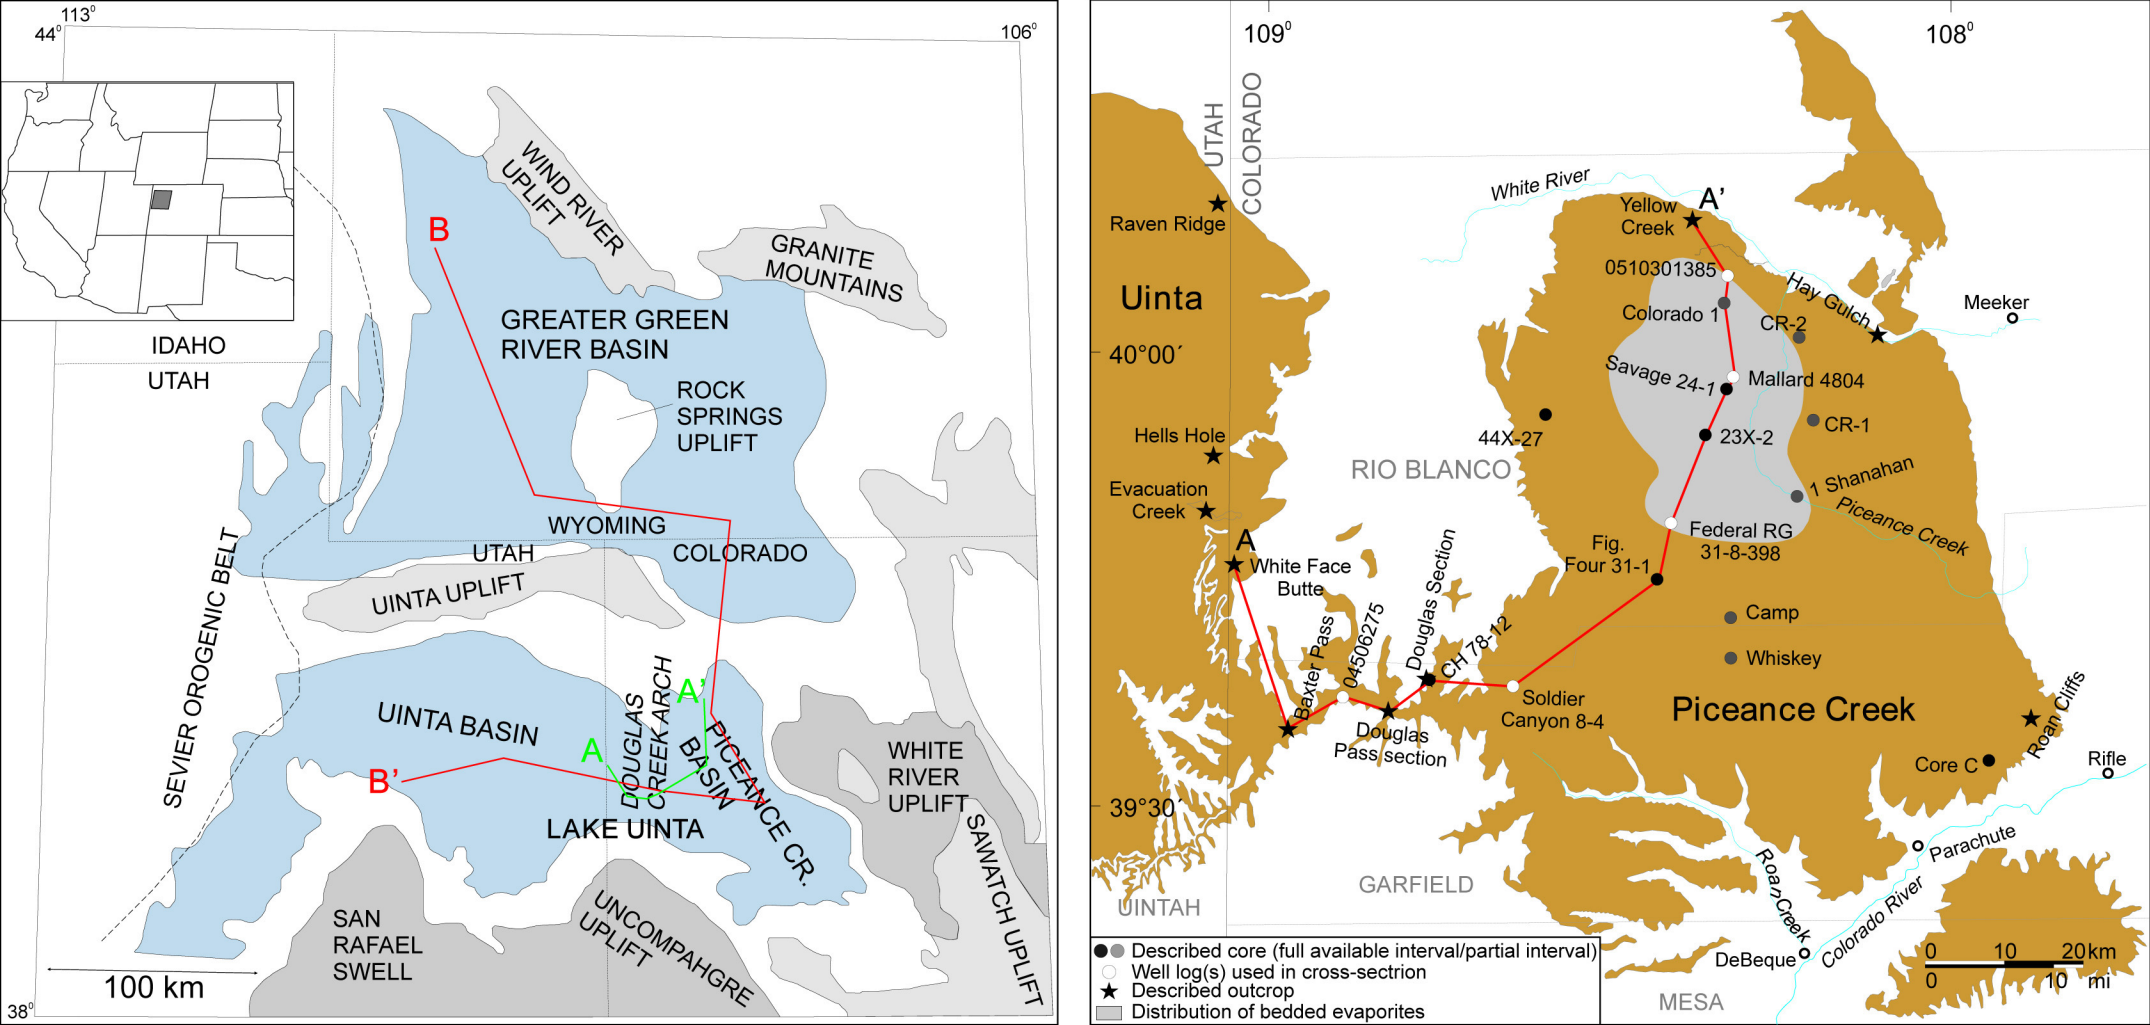 113⁰
44⁰
106⁰
WIND RIVER
UPLIFT
GRANITE
MOUNTAINS
B
GREATER GREEN
RIVER BASIN
IDAHO
UTAH
ROCK
SPRINGS
UPLIFT
WYOMING
UTAH
COLORADO
UINTA UPLIFT
SEVIER OROGENIC BELT
UINTA BASIN
DOUGLAS
CREEK ARCH
A'
A
B'
PICEANCE CR.
BASIN
LAKE UINTA
WHITE
RIVER
UPLIFT
SAWATCH UPLIFT
SAN
RAFAEL
SWELL
UNCOMPAHGRE
UPLIFT
100 km
38⁰
109⁰
108⁰
UTAH
COLORADO
White River
Raven Ridge
Yellow
Creek
A'
0510301385
Uinta
Colorado 1
Hay Gulch
Meeker
CR-2
40°00´
Savage 24-1
Mallard 4804
CR-1
Hells Hole
44X-27
23X-2
RIO BLANCO
1 Shanahan
Evacuation
Creek
Piceance Creek
Federal RG
31-8-398
A
White Face
Butte
Fig.
Four 31-1
Douglas Section
CH 78-12
04506275
Baxter Pass
Camp
Whiskey
Soldier
Canyon 8-4
Piceance Creek
Douglas
Pass section
Roan Cliffs
Core C
Rifle
39°30´
Parachute
Roan Creek
Colorado River
GARFIELD
UINTAH
DeBeque
MESA
0 10 20 km
0 10 mi
Described core (full available interval/partial interval)
Well log(s) used in cross-sectrion
Described outcrop
Distribution of bedded evaporites